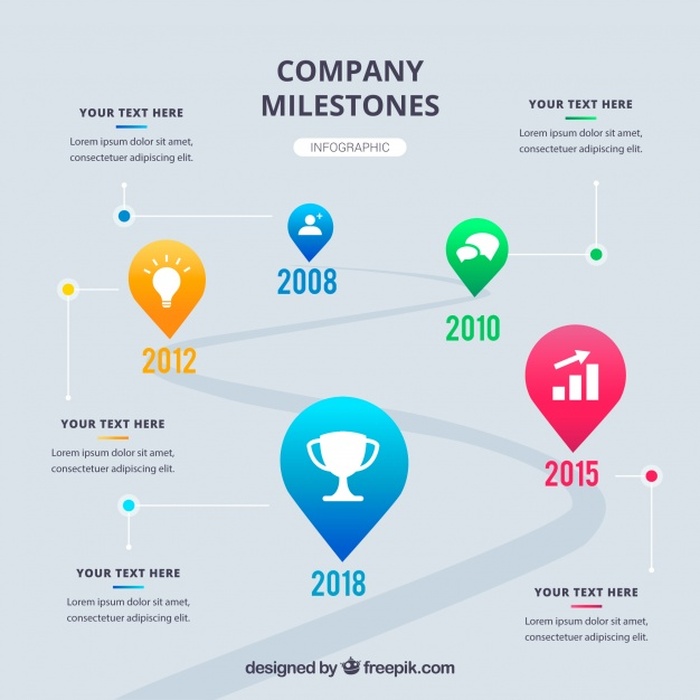 COMPANY
MILESTONES
INFOGRAPHIC
YOUR TEXT HERE
Lorem ipsum dolor sit amet,
consectetuer adipiscing elit.
YOUR TEXT HERE
Lorem ipsum dolor sit amet,
consectetuer adipiscing elit.
2008
2010
2012
YOUR TEXT HERE
Lorem ipsum dolor sit amet,
consectetuer adipiscing elit.
2015
2018
YOUR TEXT HERE
Lorem ipsum dolor sit amet,
consectetuer adipiscing elit.
YOUR TEXT HERE
Lorem ipsum dolor sit amet,
consectetuer adipiscing elit.
designed by freepik.com